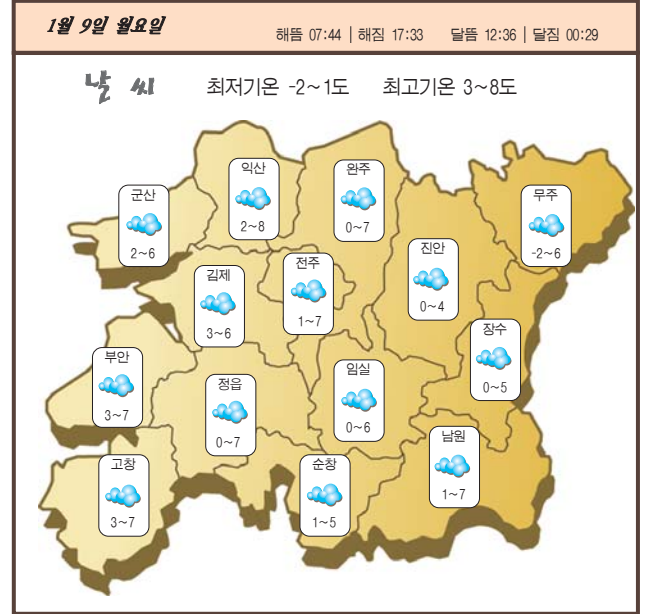 1월 9일 월요일
해뜸 07:44 | 해짐 17:33 달뜸 12:36 | 달짐 00:29
날씨 최저기온 -2~1도 최고기온 3~8도
군산
2~6
익산
2~8
완주
0~7
무주
-2~6
김제
3~6
전주
1~7
진안
0~4
장수
0~5
부안
3~7
정읍
0~7
임실
0~6
남원
1~7
고창
3~7
순창
1~5